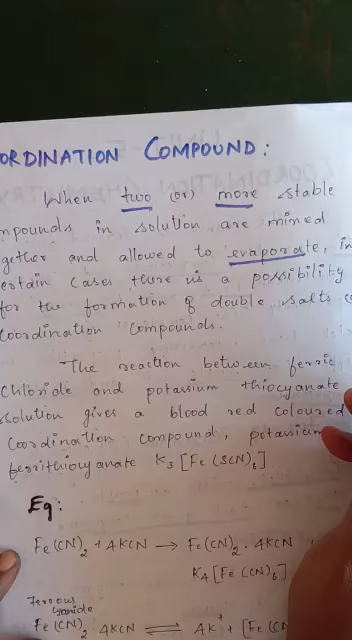 ORDINATION COMPOUND:
When two (or) more stable
mpounds in solution are mixed
gether and allowed to evaporate, in
ertain cases there is a possibility
for the formation of double salts
Coordination Compounds.
The reaction between ferric
Chloride and potassium thiocyanate
solution gives a blood red coloured
Coordination compound, potassium
ferrithiocyanate K₃[Fe(SCN)₆]
Eg:
Fe(CN)₂ + 4KCN → Fe(CN)₂ · 4KCN
K₄[Fe(CN)₆]
Ferrous
cyanide
Fe(CN)₂ · 4KCN ⇌ 4K⁺ + [Fe(CN